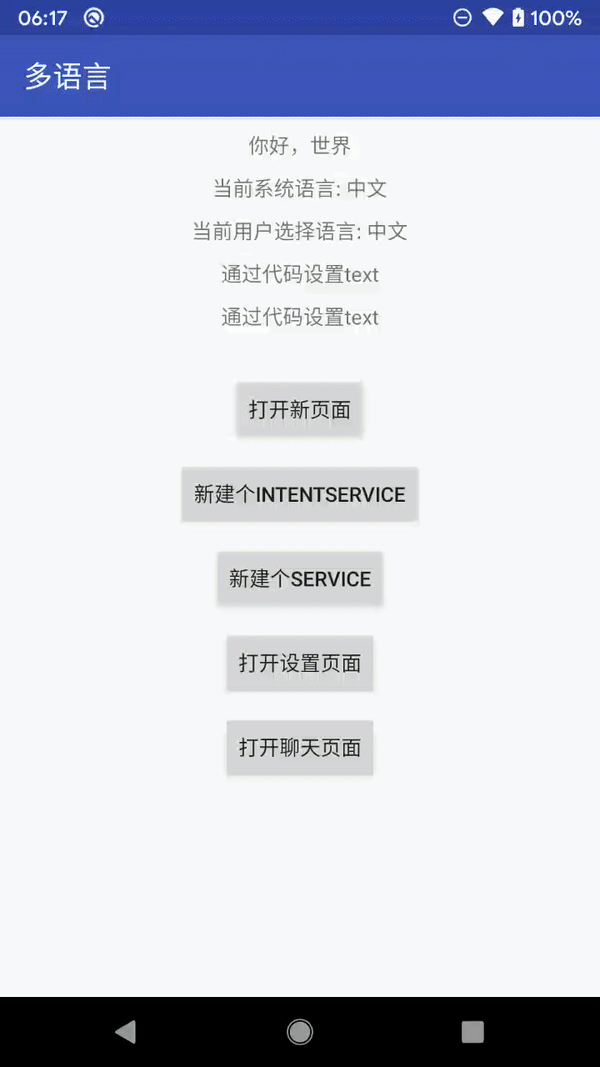 06:17
100%
多语言
你好，世界
当前系统语言: 中文
当前用户选择语言: 中文
通过代码设置text
通过代码设置text
打开新页面
新建个INTENTSERVICE
新建个SERVICE
打开设置页面
打开聊天页面